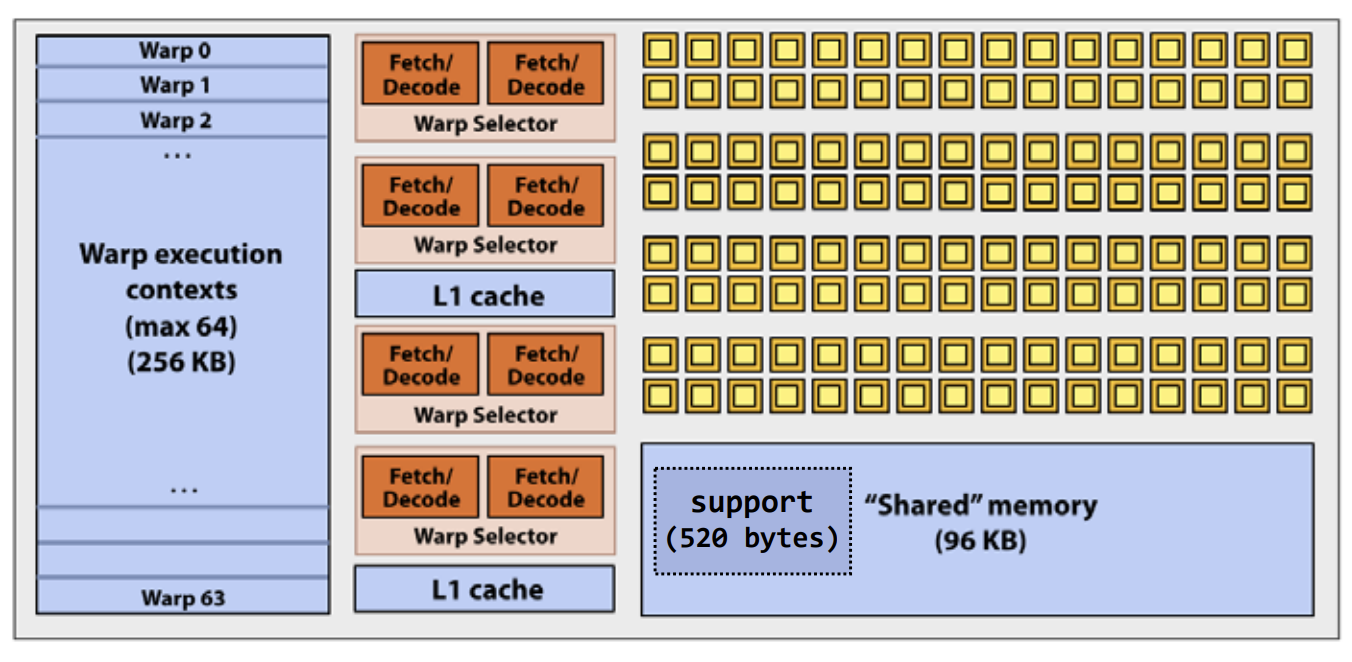 Warp 0
Warp 1
Warp 2
...
Warp execution
contexts
(max 64)
(256 KB)
...
Warp 63
Fetch/
Decode
Fetch/
Decode
Warp Selector
Fetch/
Decode
Fetch/
Decode
Warp Selector
L1 cache
Fetch/
Decode
Fetch/
Decode
Warp Selector
Fetch/
Decode
Fetch/
Decode
Warp Selector
L1 cache
support
(520 bytes)
“Shared” memory
(96 KB)